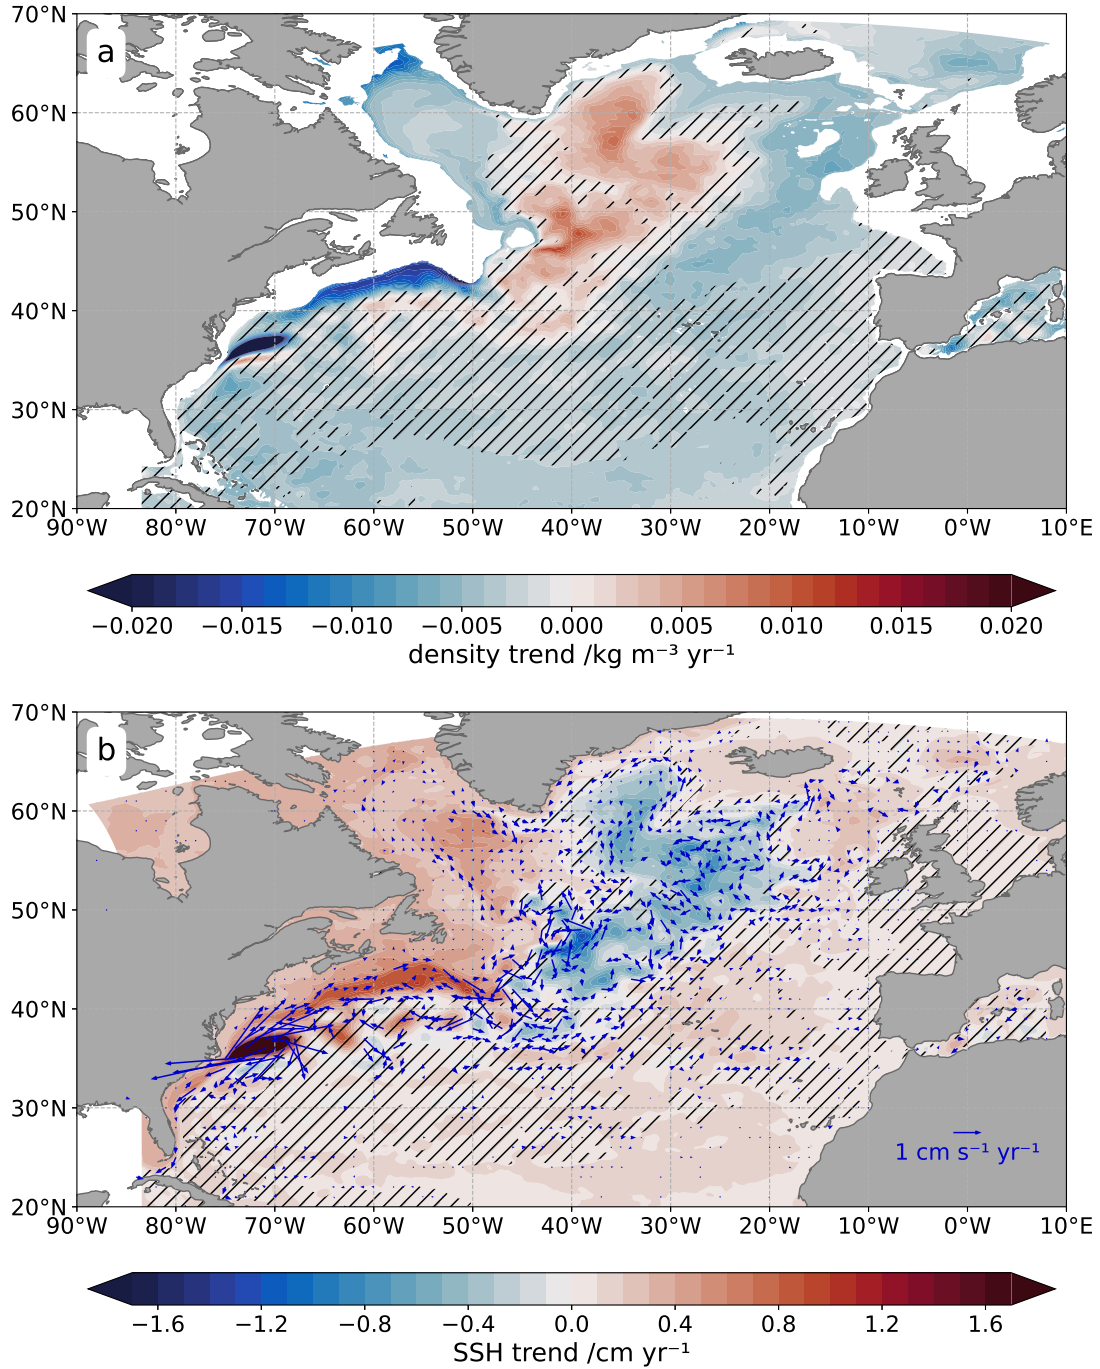 70°N
a
60°N
50°N
40°N
30°N
20°N
90°W 80°W 70°W 60°W 50°W 40°W 30°W 20°W 10°W 0°W 10°E
−0.020 −0.015 −0.010 −0.005 0.000 0.005 0.010 0.015 0.020
density trend /kg m⁻³ yr⁻¹
70°N
b
60°N
50°N
40°N
30°N
1 cm s⁻¹ yr⁻¹
20°N
90°W 80°W 70°W 60°W 50°W 40°W 30°W 20°W 10°W 0°W 10°E
−1.6 −1.2 −0.8 −0.4 0.0 0.4 0.8 1.2 1.6
SSH trend /cm yr⁻¹